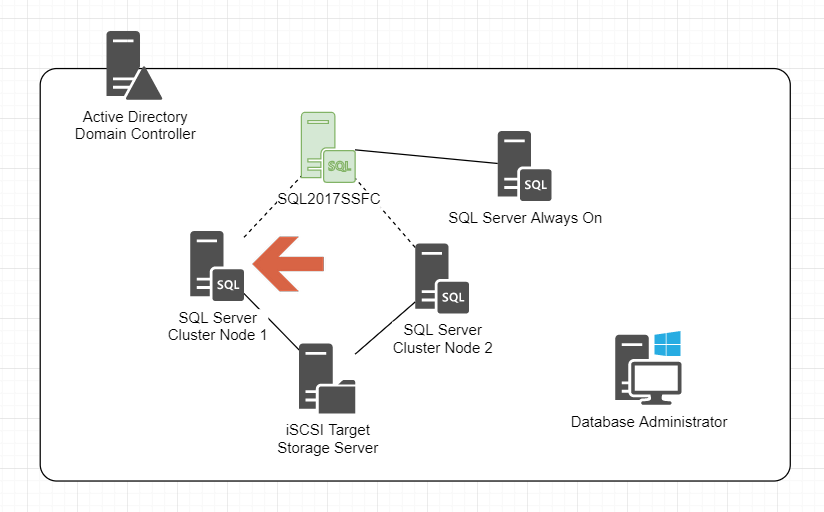 Active Directory
Domain Controller
SQL
SQL2017SSFC
SQL
SQL Server Always On
SQL
SQL Server
Cluster Node 1
SQL
SQL Server
Cluster Node 2
iSCSI Target
Storage Server
Database Administrator